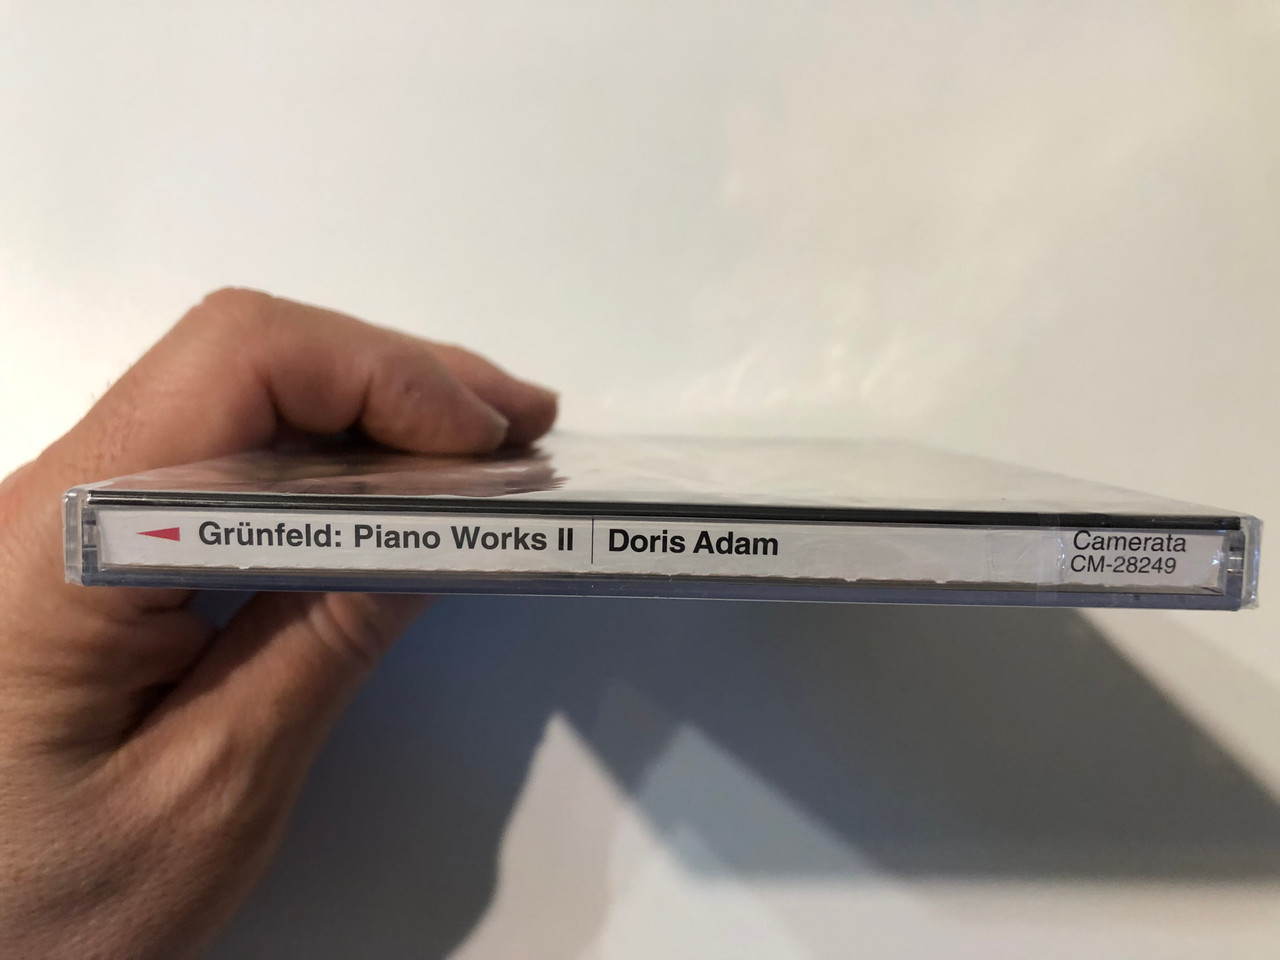 Grünfeld: Piano Works II
Doris Adam
Camerata
CM-28249